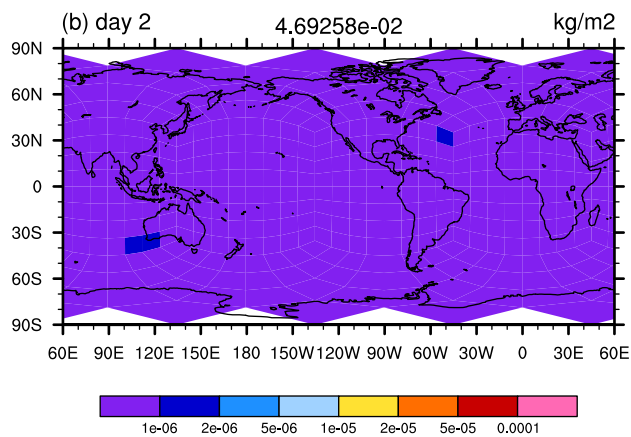 (b) day 2 4.69258e-02 kg/m2
90N
60N
30N
0
30S
60S
90S
60E 90E 120E 150E 180 150W 120W 90W 60W 30W 0 30E 60E
1e-06 2e-06 5e-06 1e-05 2e-05 5e-05 0.0001